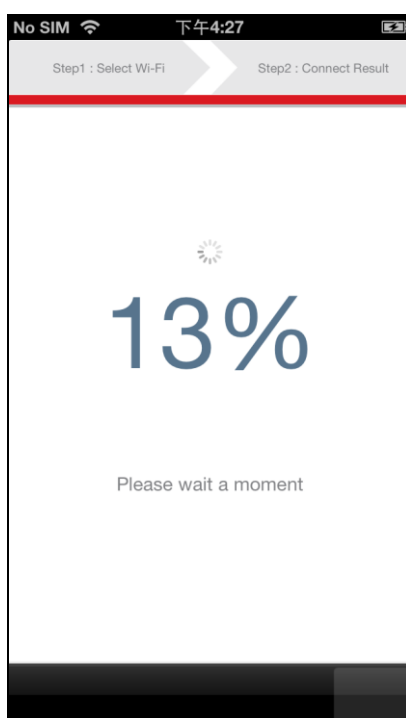 No SIM 下午4:27
Step1 : Select Wi-Fi Step2 : Connect Result
13%
Please wait a moment